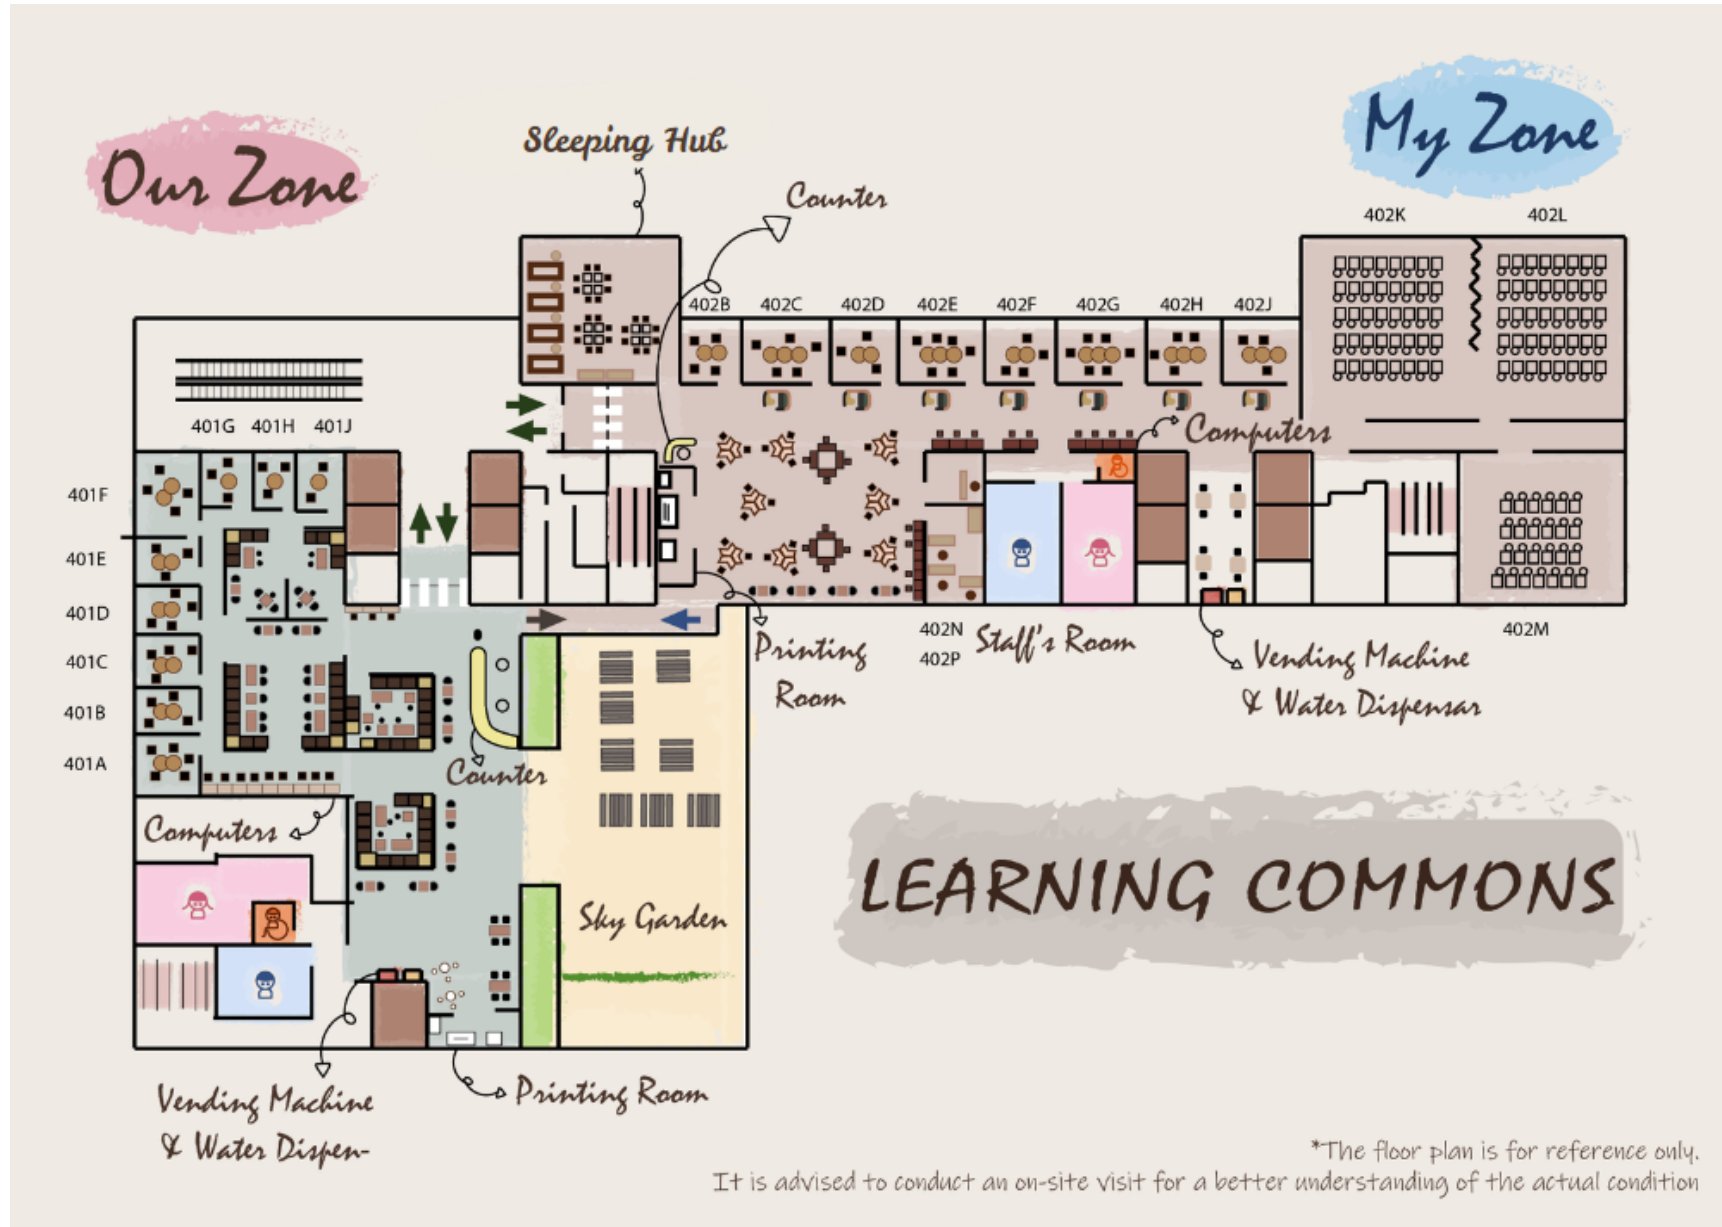 Our Zone
My Zone
Sleeping Hub
Counter
402K
402L
402B
402C
402D
402E
402F
402G
402H
402J
401G
401H
401J
Computers
401F
401E
401D
401C
401B
401A
402N
402P
Staff's Room
402M
Printing
Room
Vending Machine
& Water Dispensar
Counter
Computers
LEARNING COMMONS
Sky Garden
Printing Room
Vending Machine
& Water Dispen-
*The floor plan is for reference only.
It is advised to conduct an on-site visit for a better understanding of the actual condition